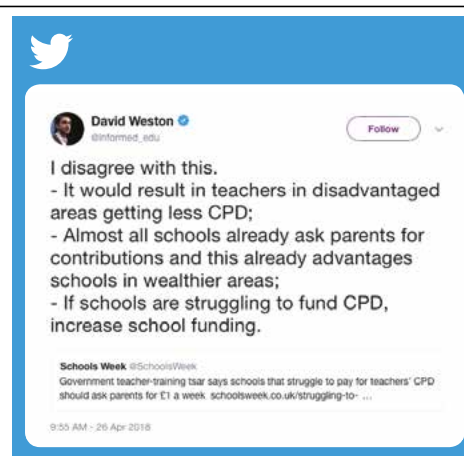 David Weston
@informed_edu
Follow
I disagree with this.
- It would result in teachers in disadvantaged
areas getting less CPD;
- Almost all schools already ask parents for
contributions and this already advantages
schools in wealthier areas;
- If schools are struggling to fund CPD,
increase school funding.
Schools Week @SchoolsWeek
Government teacher-training tsar says schools that struggle to pay for teachers' CPD
should ask parents for £1 a week schoolsweek.co.uk/struggling-to- ...
9:55 AM - 26 Apr 2018